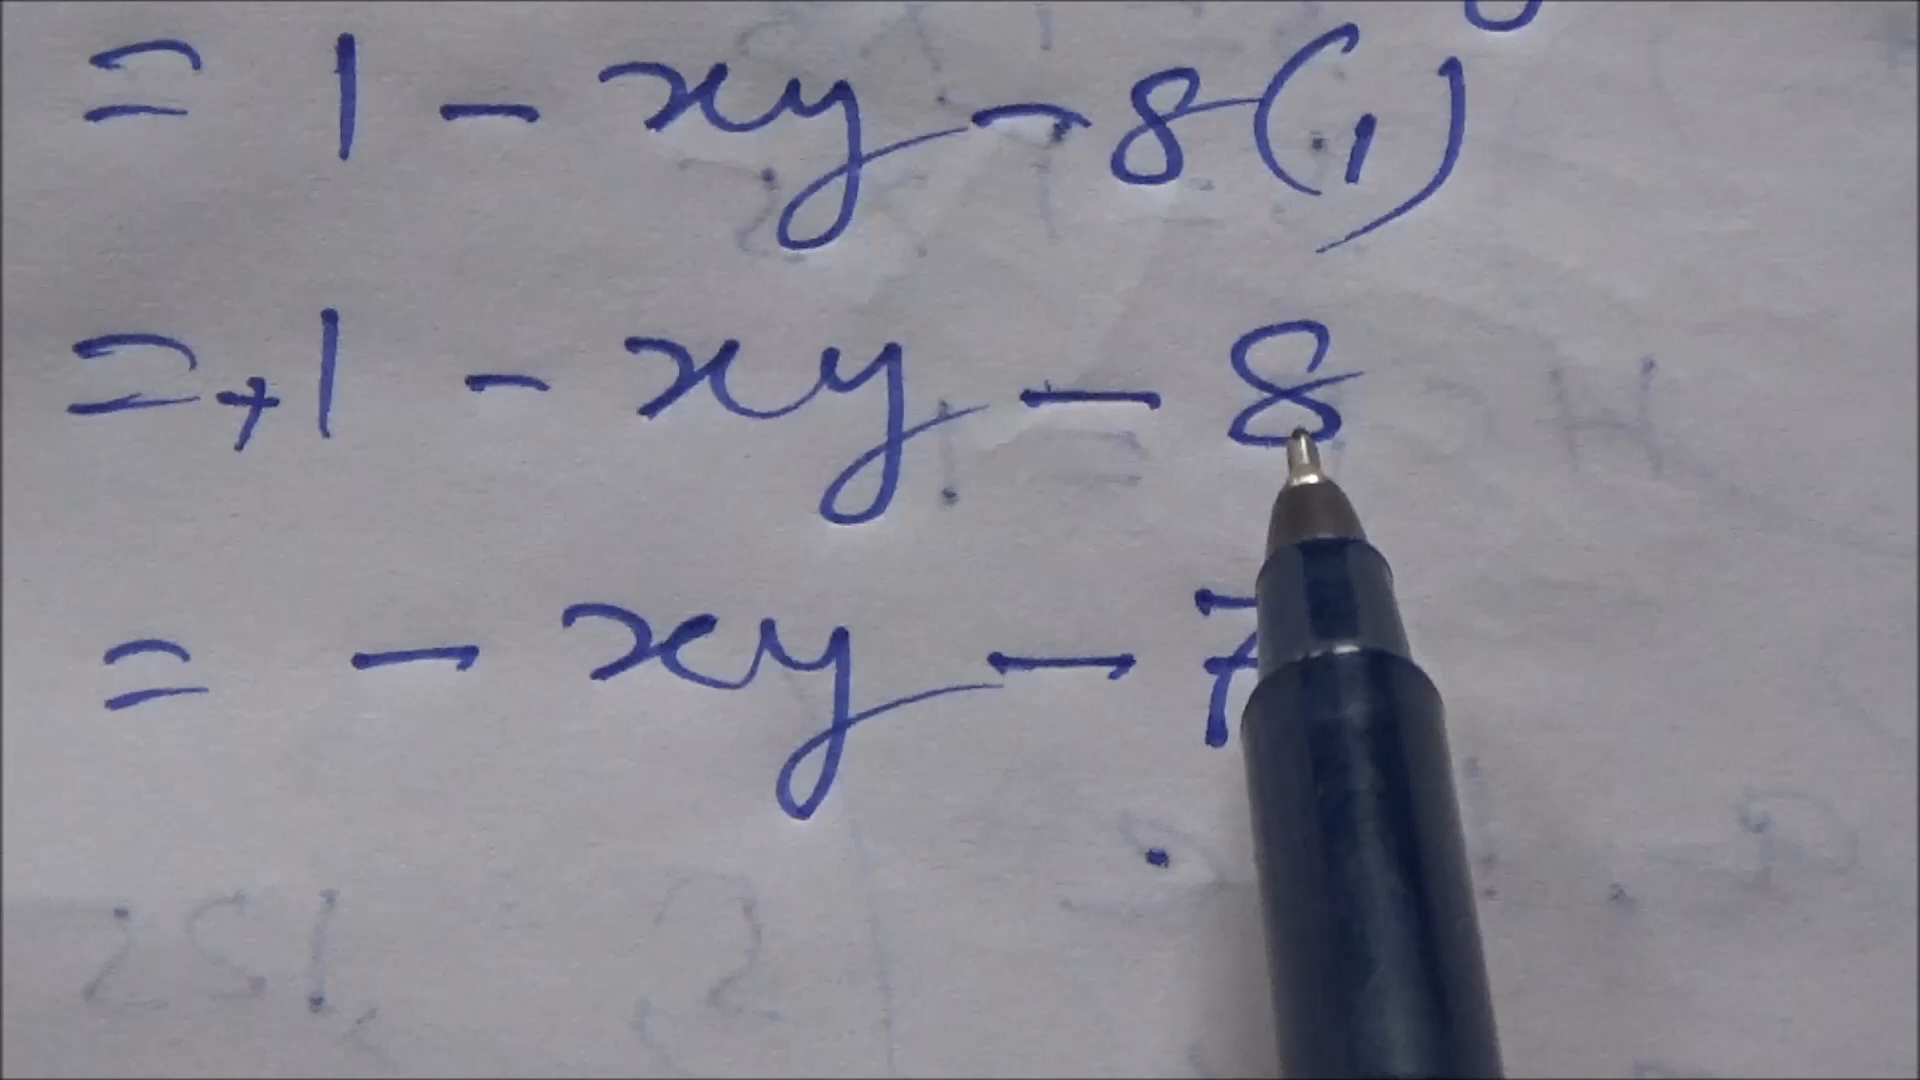 = 1 - xy - 8(1)
= +1 - xy - 8
= - xy - 7